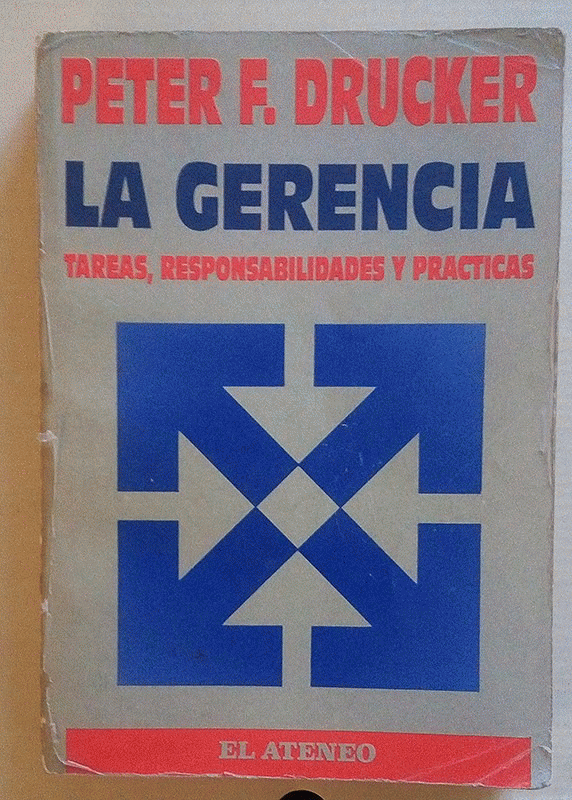 PETER F. DRUCKER
LA GERENCIA
TAREAS, RESPONSABILIDADES Y PRACTICAS
EL ATENEO